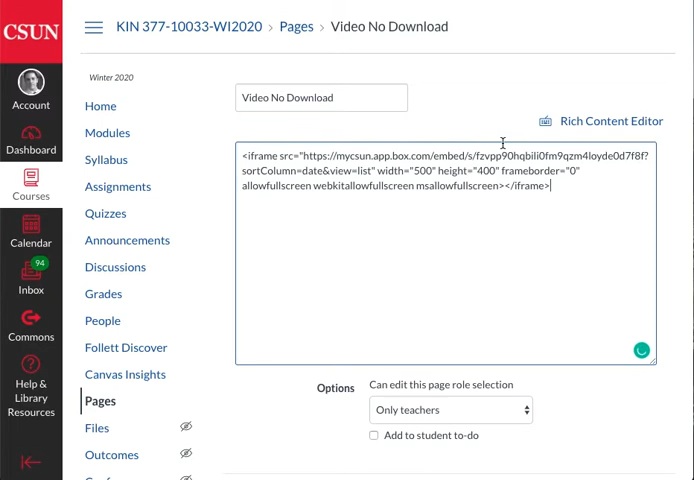 CSUN
Account
Dashboard
Courses
Calendar
94
Inbox
Commons
Help &
Library
Resources
KIN 377-10033-WI2020 > Pages > Video No Download
Winter 2020
Home
Modules
Syllabus
Assignments
Quizzes
Announcements
Discussions
Grades
People
Follett Discover
Canvas Insights
Pages
Files
Outcomes
Video No Download
Rich Content Editor
<iframe src="https://mycsun.app.box.com/embed/s/fzvpp90hqbili0fm9qzm4loyde0d7f8f?
sortColumn=date&view=list" width="500" height="400" frameborder="0"
allowfullscreen webkitallowfullscreen msallowfullscreen></iframe>
Options
Can edit this page role selection
Only teachers
Add to student to-do